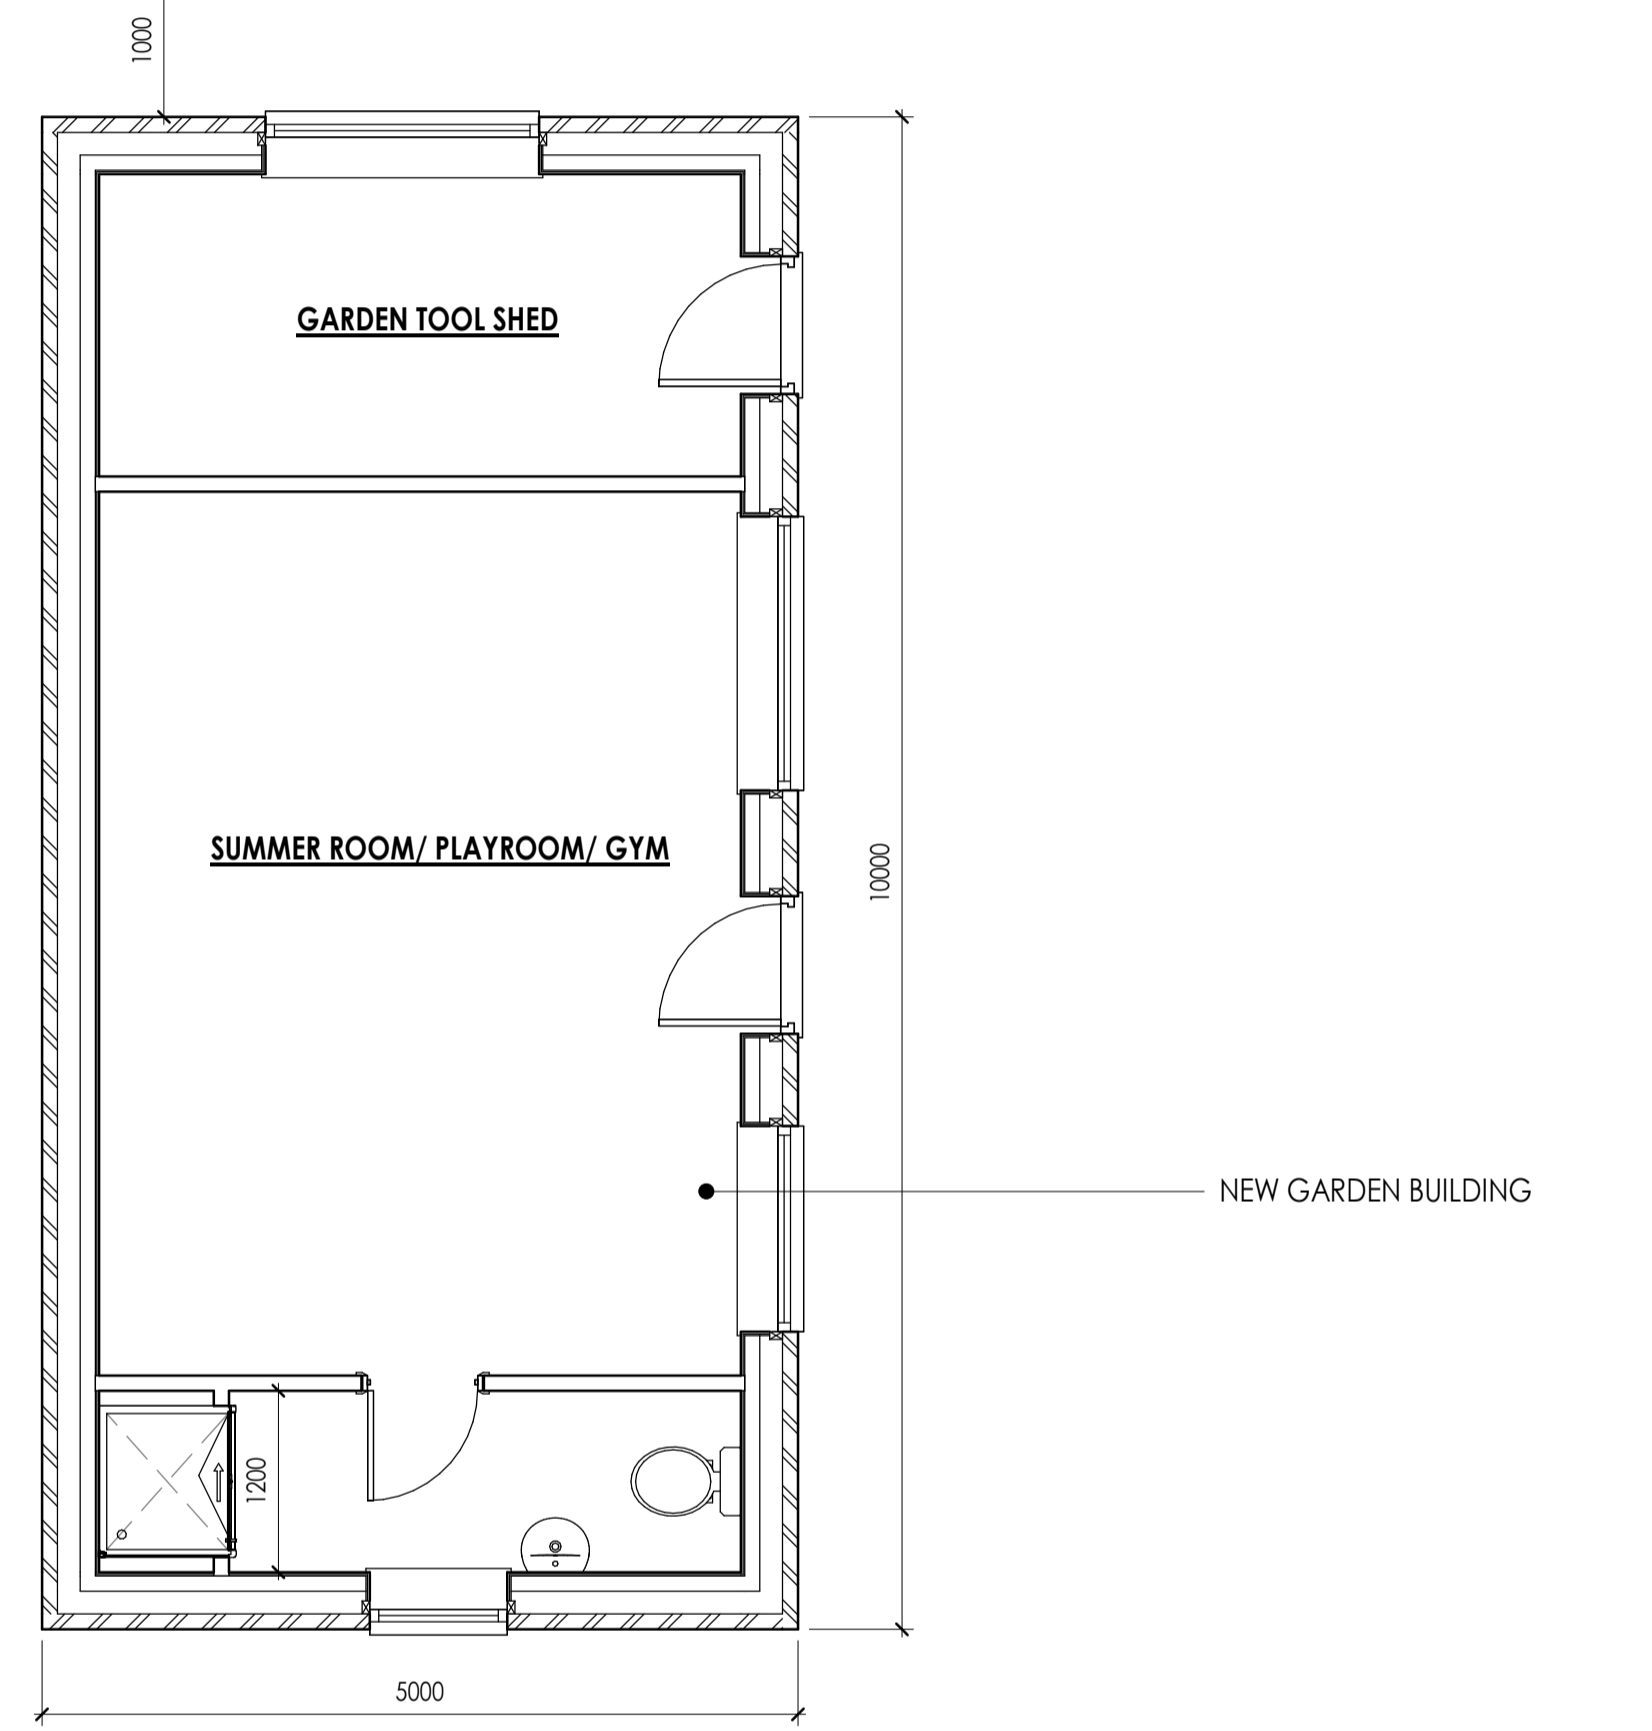 1000
GARDEN TOOL SHED
SUMMER ROOM/ PLAYROOM/ GYM
10000
NEW GARDEN BUILDING
1200
5000